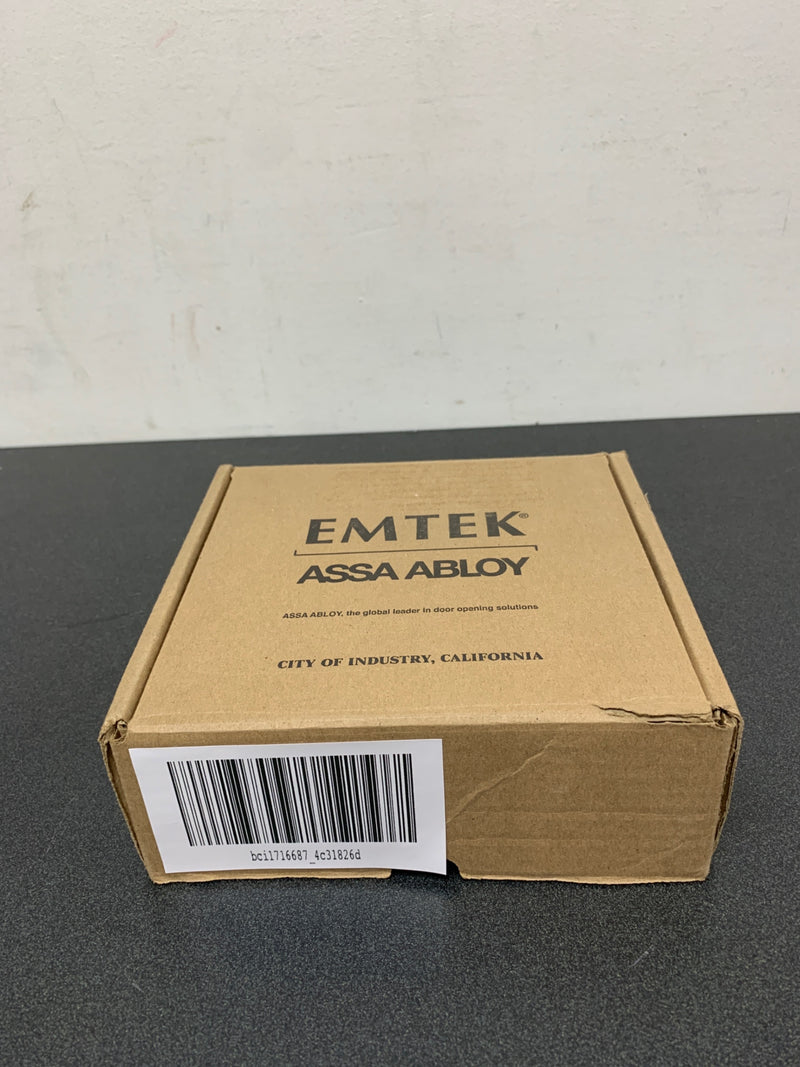 EMTEK®
ASSA ABLOY
ASSA ABLOY, the global leader in door opening solutions
CITY OF INDUSTRY, CALIFORNIA
bci1716687_4c31826d